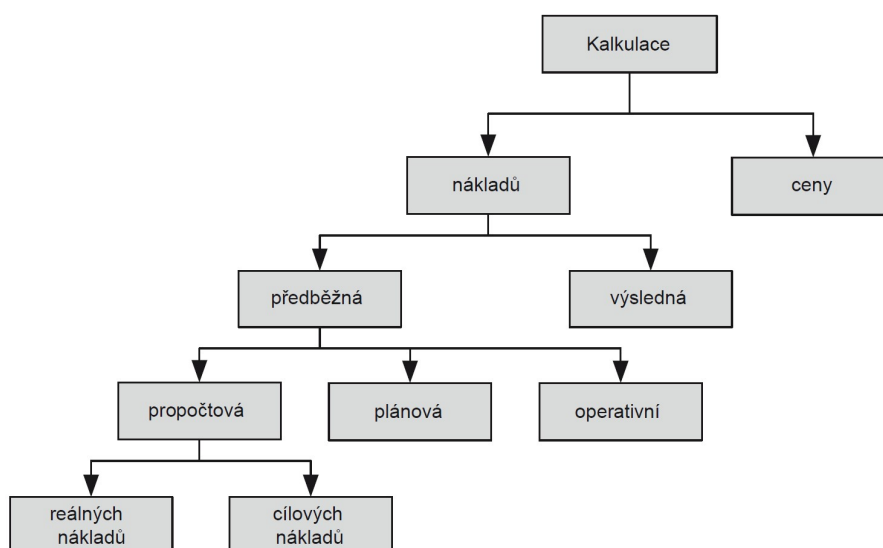 Kalkulace
nákladů
ceny
předběžná
výsledná
propočtová
plánová
operativní
reálných
nákladů
cílových
nákladů